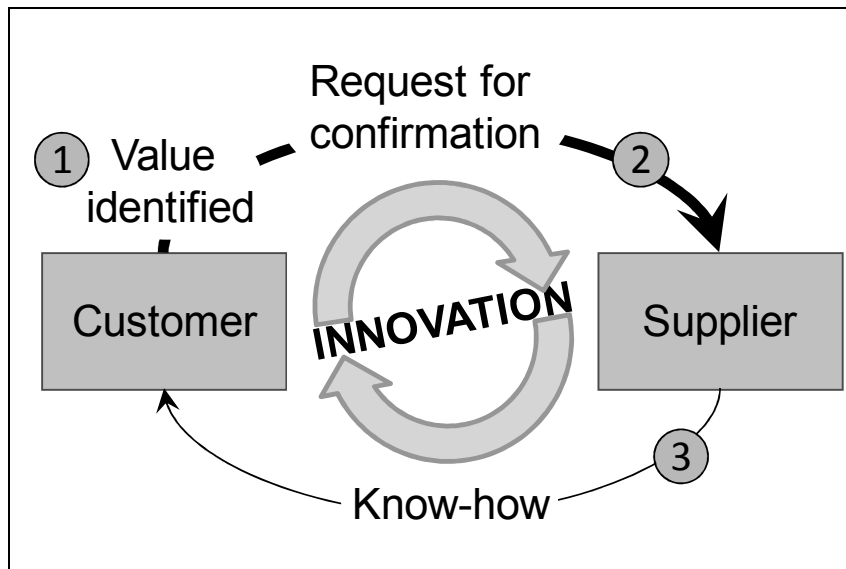 Request for
confirmation
1
Value
identified
2
Customer
INNOVATION
Supplier
3
Know-how